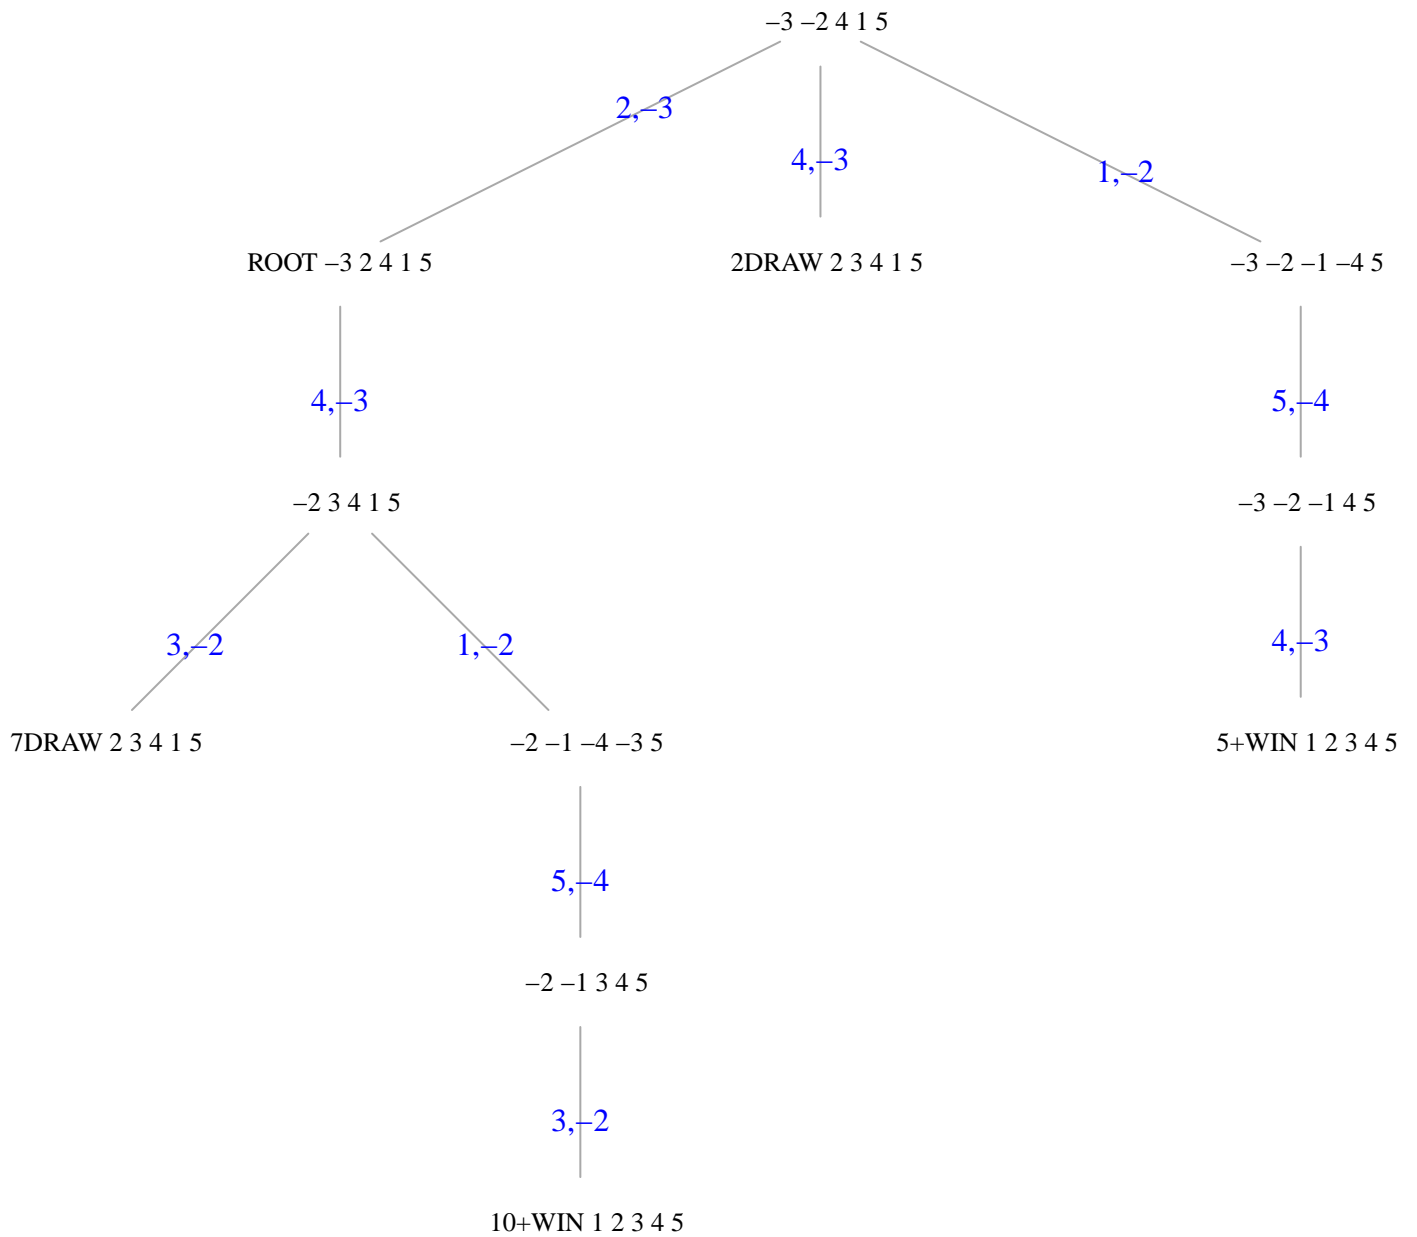 –3 –2 4 1 5
2,–3
4,–3
1,–2
ROOT –3 2 4 1 5
2DRAW 2 3 4 1 5
–3 –2 –1 –4 5
4,–3
5,–4
–2 3 4 1 5
–3 –2 –1 4 5
3,–2
1,–2
4,–3
7DRAW 2 3 4 1 5
–2 –1 –4 –3 5
5+WIN 1 2 3 4 5
5,–4
–2 –1 3 4 5
3,–2
10+WIN 1 2 3 4 5